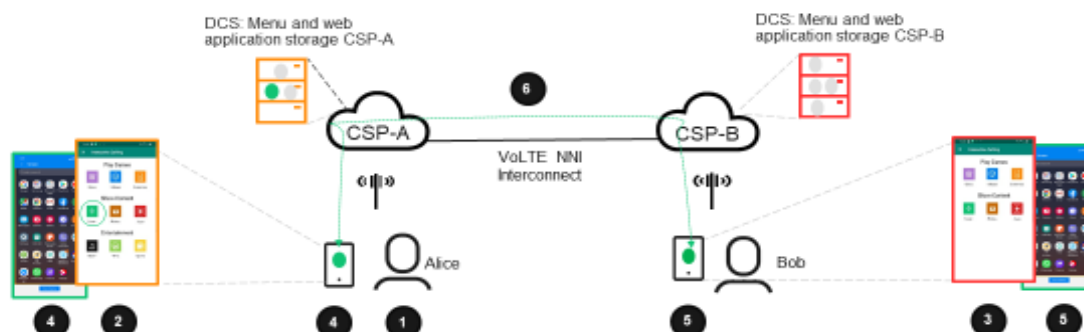 DCS: Menu and web
application storage CSP-A
DCS: Menu and web
application storage CSP-B
6
CSP-A
CSP-B
VoLTE NNI
Interconnect
Play Games
Share Content
Entertainment
Play Games
Share Content
Alice
Bob
4
2
4
1
5
3
5